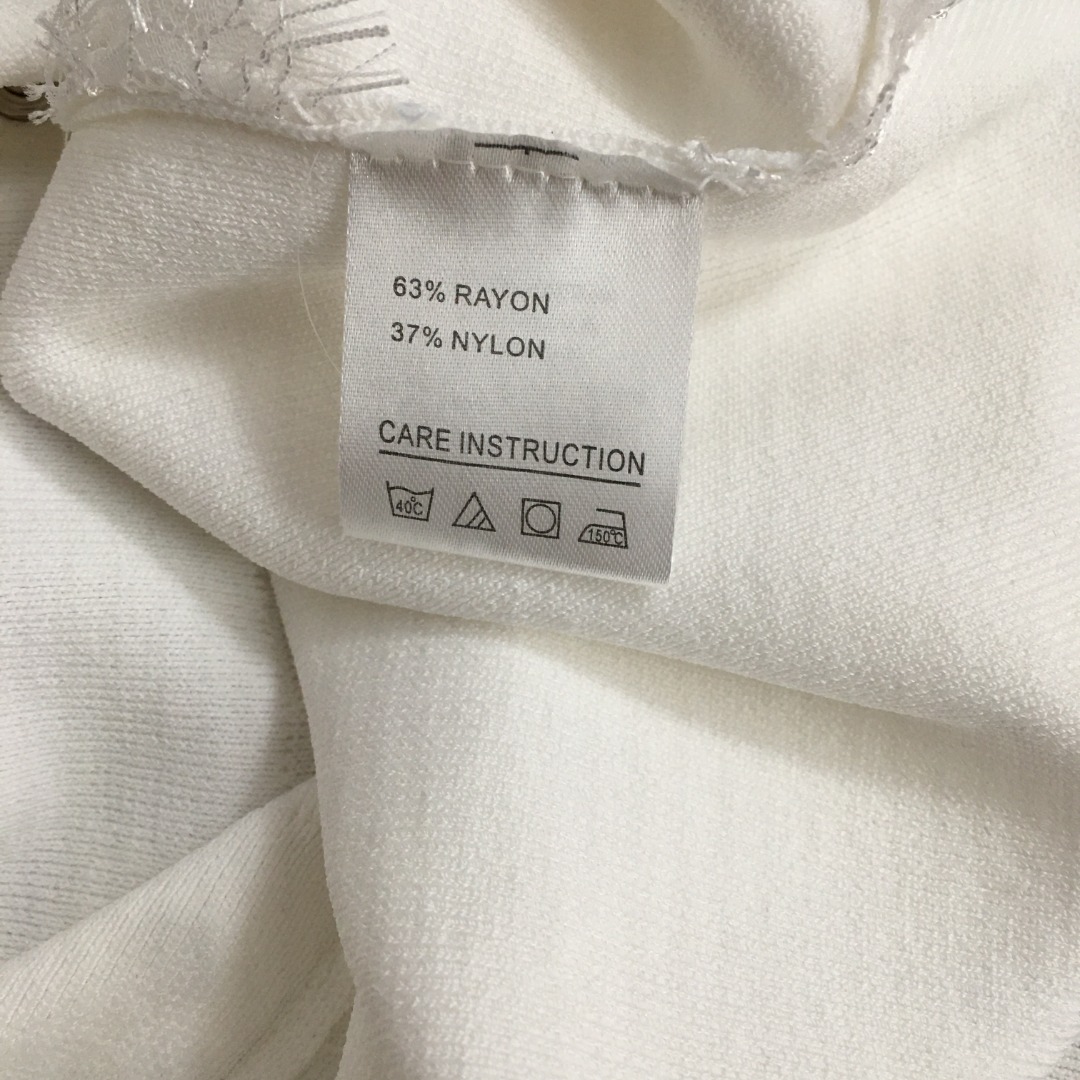 63% RAYON
37% NYLON
CARE INSTRUCTION
40°C
150°C